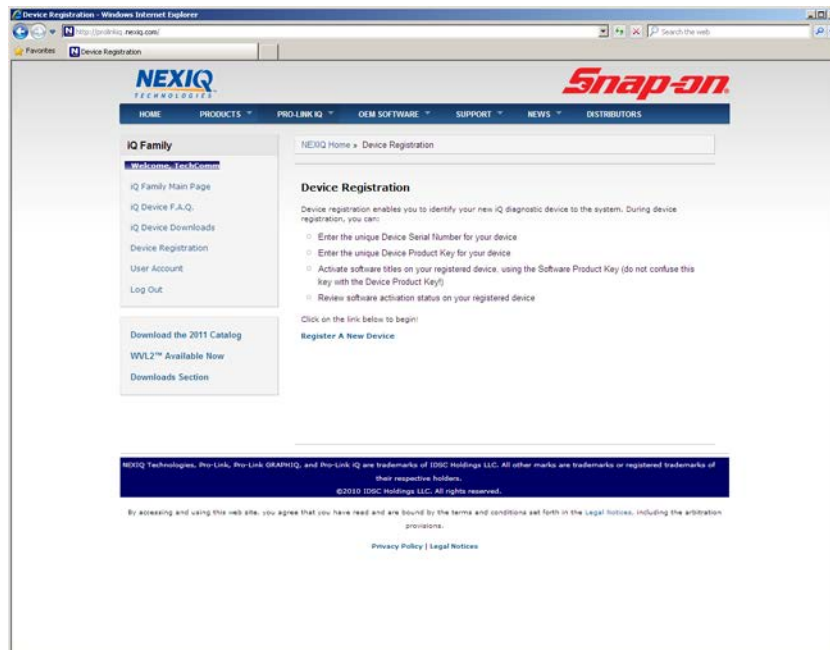 Device Registration - Windows Internet Explorer
http://prolinkiq.nexiq.com/
Search the web
Favorites
Device Registration
NEXIQ
TECHNOLOGIES
Snap-on
HOME PRODUCTS PRO-LINK IQ OEM SOFTWARE SUPPORT NEWS DISTRIBUTORS
iQ Family
Welcome, TechComm
iQ Family Main Page
iQ Device F.A.Q.
iQ Device Downloads
Device Registration
User Account
Log Out
Download the 2011 Catalog
WVL2™ Available Now
Downloads Section
NEXIQ Home » Device Registration
Device Registration
Device registration enables you to identify your new iQ diagnostic device to the system. During device
registration, you can:
Enter the unique Device Serial Number for your device
Enter the unique Device Product Key for your device
Activate software titles on your registered device, using the Software Product Key (do not confuse this
key with the Device Product Key!)
Review software activation status on your registered device
Click on the link below to begin!
Register A New Device
NEXIQ Technologies, Pro-Link, Pro-Link GRAPHIQ, and Pro-Link iQ are trademarks of IDSC Holdings LLC. All other marks are trademarks or registered trademarks of
their respective holders.
©2010 IDSC Holdings LLC. All rights reserved.
By accessing and using this web site, you agree that you have read and are bound by the terms and conditions set forth in the Legal Notices, including the arbitration
provisions.
Privacy Policy | Legal Notices